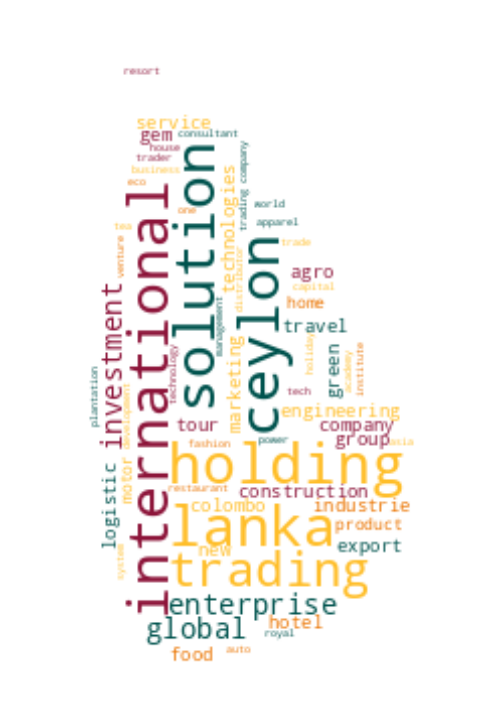 resort
service
gem
consultant
house
trader
business
eco
solution
technologies
trading company
international
one
world
apparel
tea
venture
ceylon
trade
distributor
agro
capital
home
management
investment
travel
holiday
technology
marketing
green
academy
institute
plantation
development
tech
tour
engineering
company
fashion
power
group
asia
holding
motor
logistic
restaurant
construction
colombo
industrie
lanka
product
new
export
system
trading
enterprise
global
hotel
royal
food
auto